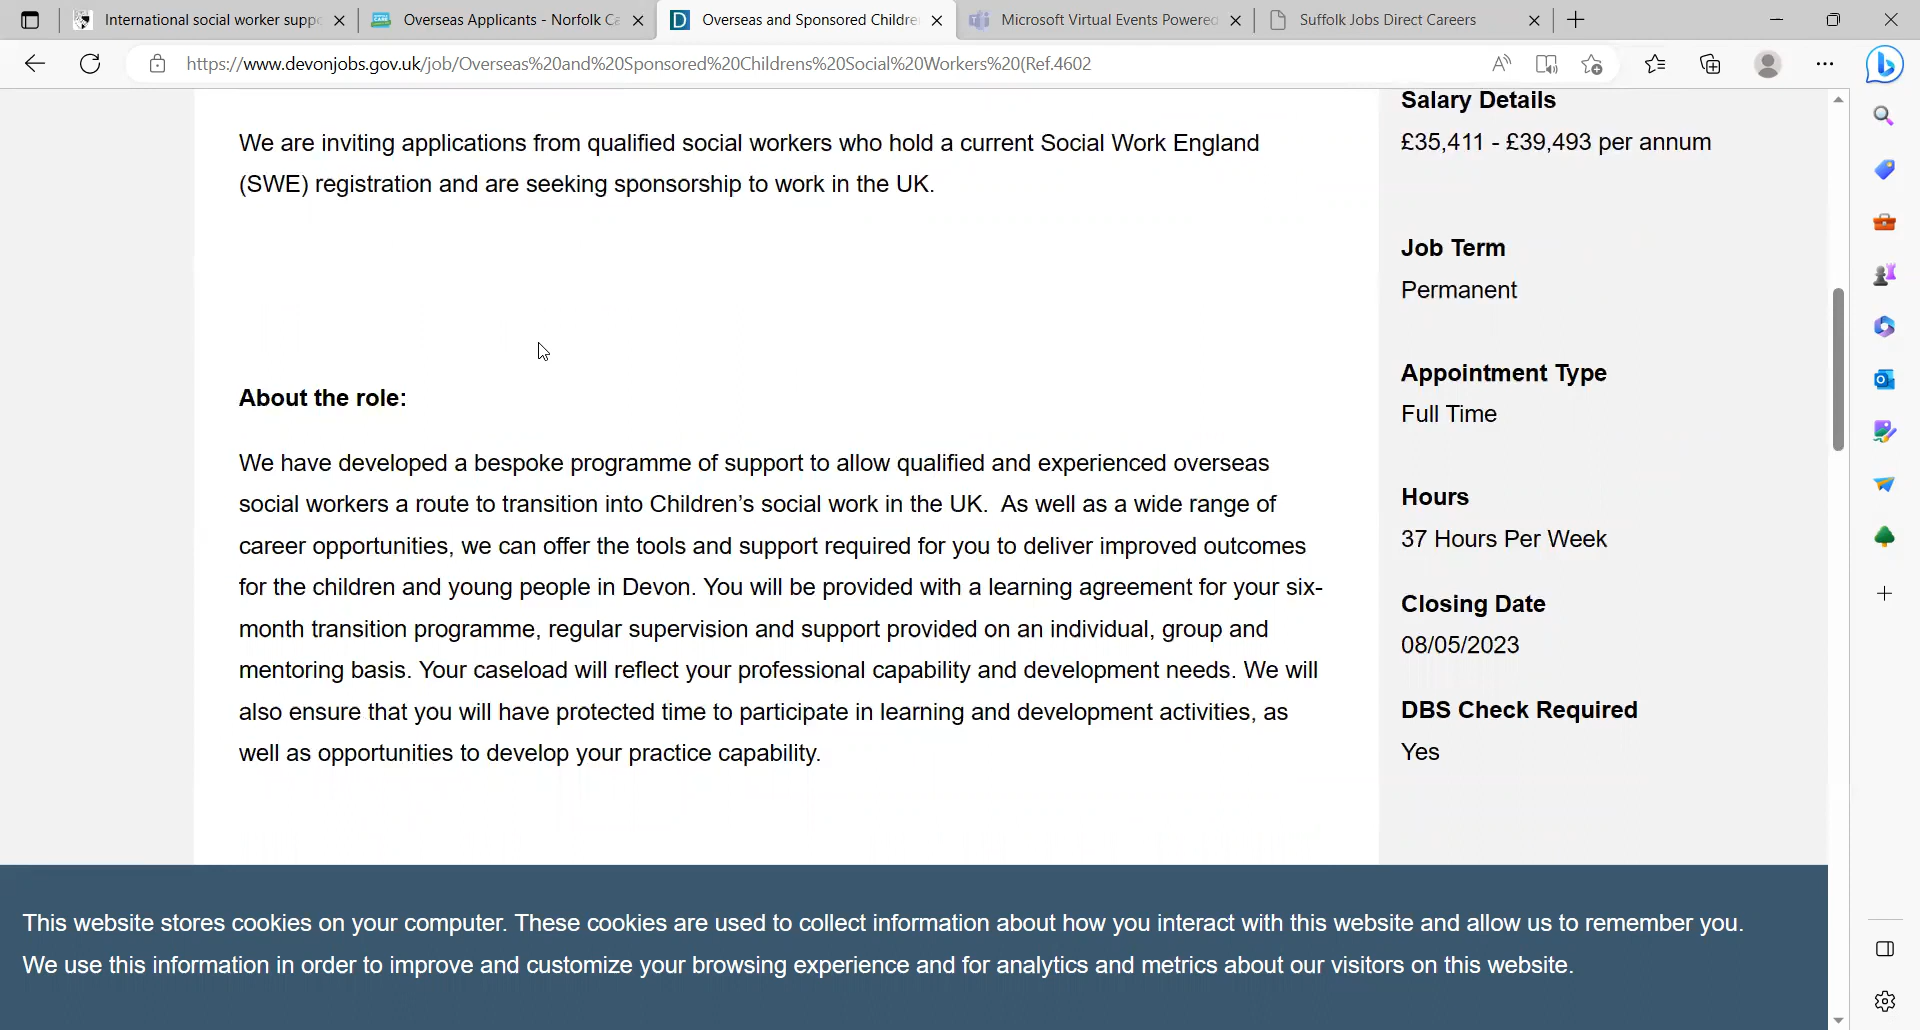 International social worker supp
Overseas Applicants - Norfolk Ca
Overseas and Sponsored Childre
Microsoft Virtual Events Powered
Suffolk Jobs Direct Careers
https://www.devonjobs.gov.uk/job/Overseas%20and%20Sponsored%20Childrens%20Social%20Workers%20(Ref.4602
We are inviting applications from qualified social workers who hold a current Social Work England
(SWE) registration and are seeking sponsorship to work in the UK.
About the role:
We have developed a bespoke programme of support to allow qualified and experienced overseas
social workers a route to transition into Children’s social work in the UK.  As well as a wide range of
career opportunities, we can offer the tools and support required for you to deliver improved outcomes
for the children and young people in Devon. You will be provided with a learning agreement for your six-
month transition programme, regular supervision and support provided on an individual, group and
mentoring basis. Your caseload will reflect your professional capability and development needs. We will
also ensure that you will have protected time to participate in learning and development activities, as
well as opportunities to develop your practice capability.
Salary Details
£35,411 - £39,493 per annum
Job Term
Permanent
Appointment Type
Full Time
Hours
37 Hours Per Week
Closing Date
08/05/2023
DBS Check Required
Yes
This website stores cookies on your computer. These cookies are used to collect information about how you interact with this website and allow us to remember you.
We use this information in order to improve and customize your browsing experience and for analytics and metrics about our visitors on this website.